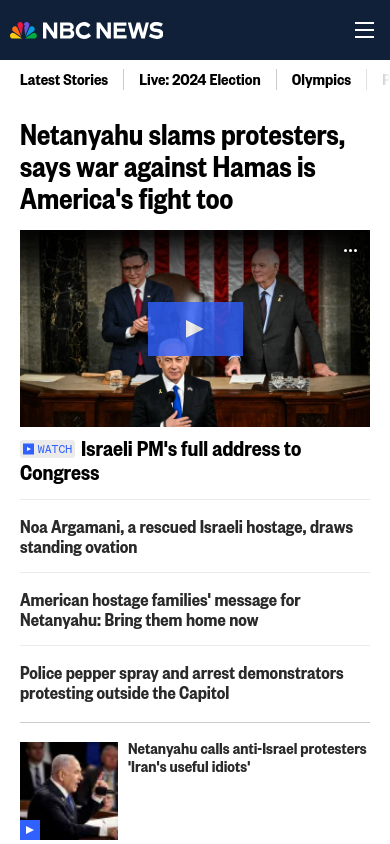 NBC NEWS
Latest Stories
Live: 2024 Election
Olympics
Netanyahu slams protesters,
says war against Hamas is
America's fight too
WATCH Israeli PM's full address to
Congress
Noa Argamani, a rescued Israeli hostage, draws
standing ovation
American hostage families' message for
Netanyahu: Bring them home now
Police pepper spray and arrest demonstrators
protesting outside the Capitol
Netanyahu calls anti-Israel protesters
'Iran's useful idiots'